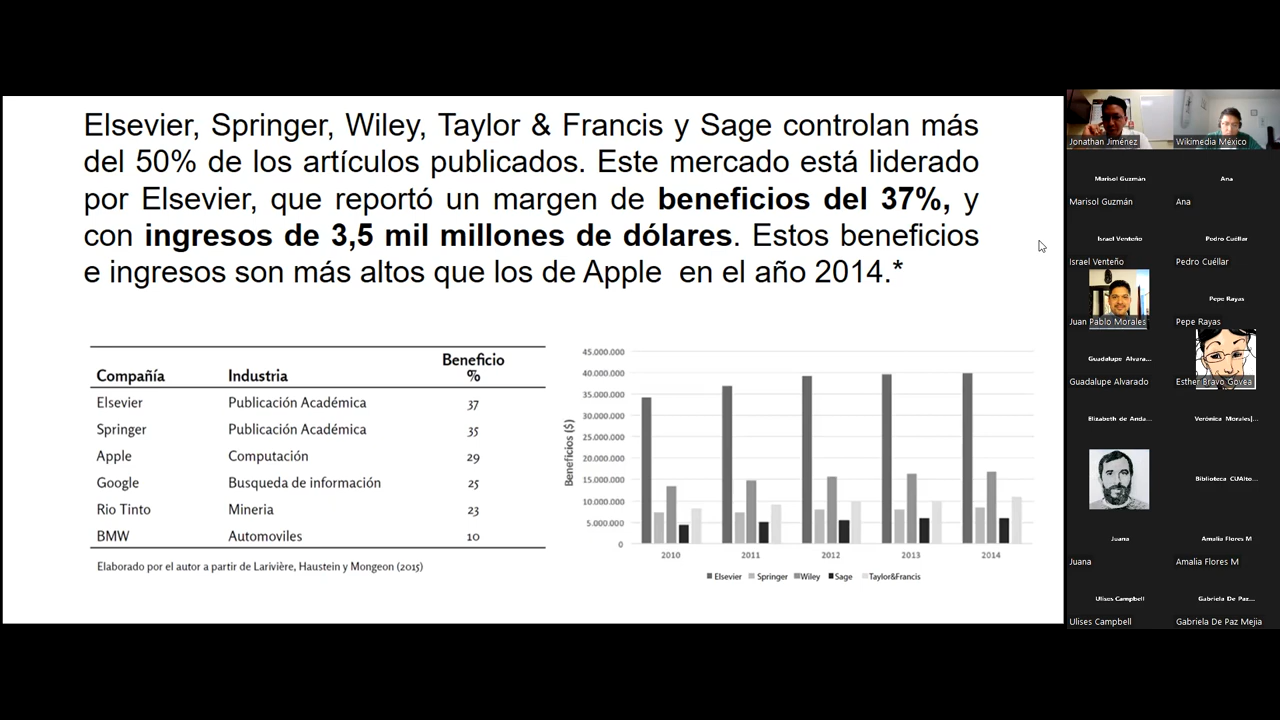 Elsevier, Springer, Wiley, Taylor & Francis y Sage controlan más
del 50% de los artículos publicados. Este mercado está liderado
por Elsevier, que reportó un margen de beneficios del 37%, y
con ingresos de 3,5 mil millones de dólares. Estos beneficios
e ingresos son más altos que los de Apple en el año 2014.*
Compañía Industria Beneficio %
Elsevier Publicación Académica 37
Springer Publicación Académica 35
Apple Computación 29
Google Busqueda de información 25
Rio Tinto Mineria 23
BMW Automoviles 10
Elaborado por el autor a partir de Larivière, Haustein y Mongeon (2015)
Beneficios ($)
45.000.000
40.000.000
35.000.000
30.000.000
25.000.000
20.000.000
15.000.000
10.000.000
5.000.000
0
2010 2011 2012 2013 2014
Elsevier Springer Wiley Sage Taylor&Francis
Jonathan Jiménez Wikimedia México
Marisol Guzmán Ana
Marisol Guzmán Ana
Israel Venteño Pedro Cuéllar
Israel Venteño Pedro Cuéllar
Pepe Rayas
Juan Pablo Morales Pepe Rayas
Guadalupe Alvara...
Guadalupe Alvarado Esther Bravo Govea
Elizabeth de Anda... Verónica Morales(...
Biblioteca CUAlto...
Juana Amalia Flores M
Juana Amalia Flores M
Ulises Campbell Gabriela De Paz...
Ulises Campbell Gabriela De Paz Mejia